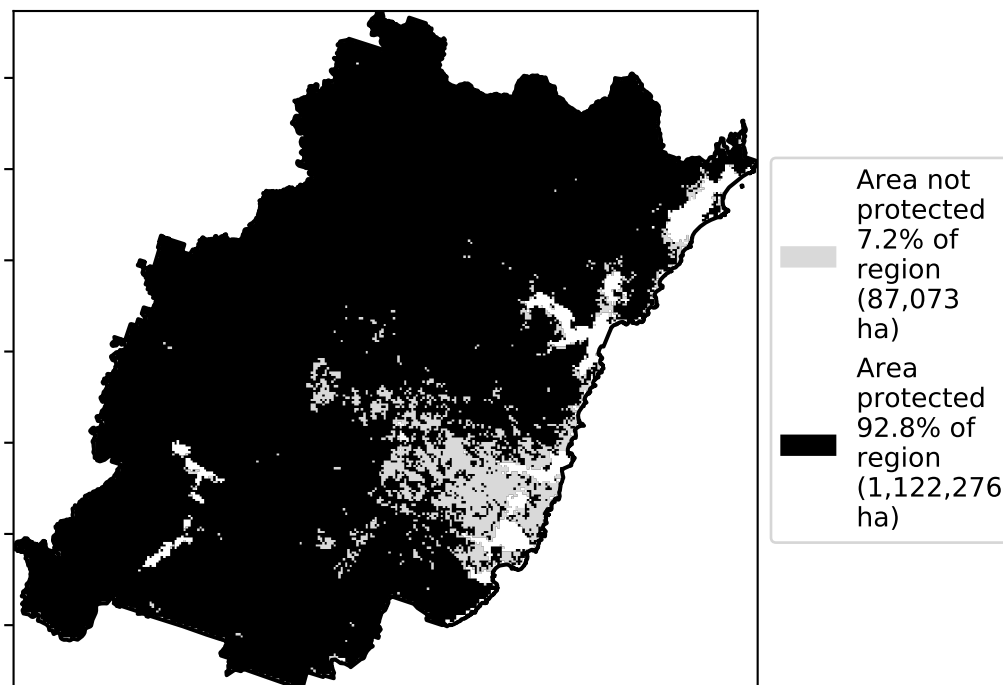 Area not
protected
7.2% of
region
(87,073
ha)
Area
protected
92.8% of
region
(1,122,276
ha)